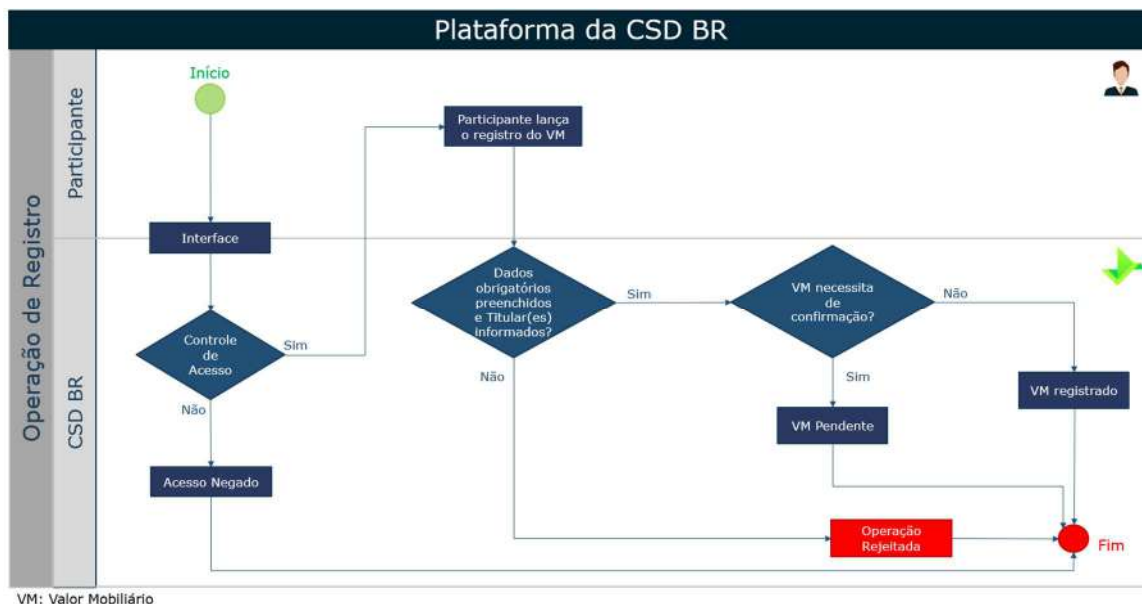 Plataforma da CSD BR
Operação de Registro
Participante
CSD BR
Início
Participante lança
o registro do VM
Interface
Controle
de
Acesso
Sim
Não
Acesso Negado
Dados
obrigatórios
preenchidos
e Titular(es)
informados?
Sim
Não
VM necessita
de
confirmação?
Não
Sim
VM registrado
VM Pendente
Operação
Rejeitada
Fim
VM: Valor Mobiliário